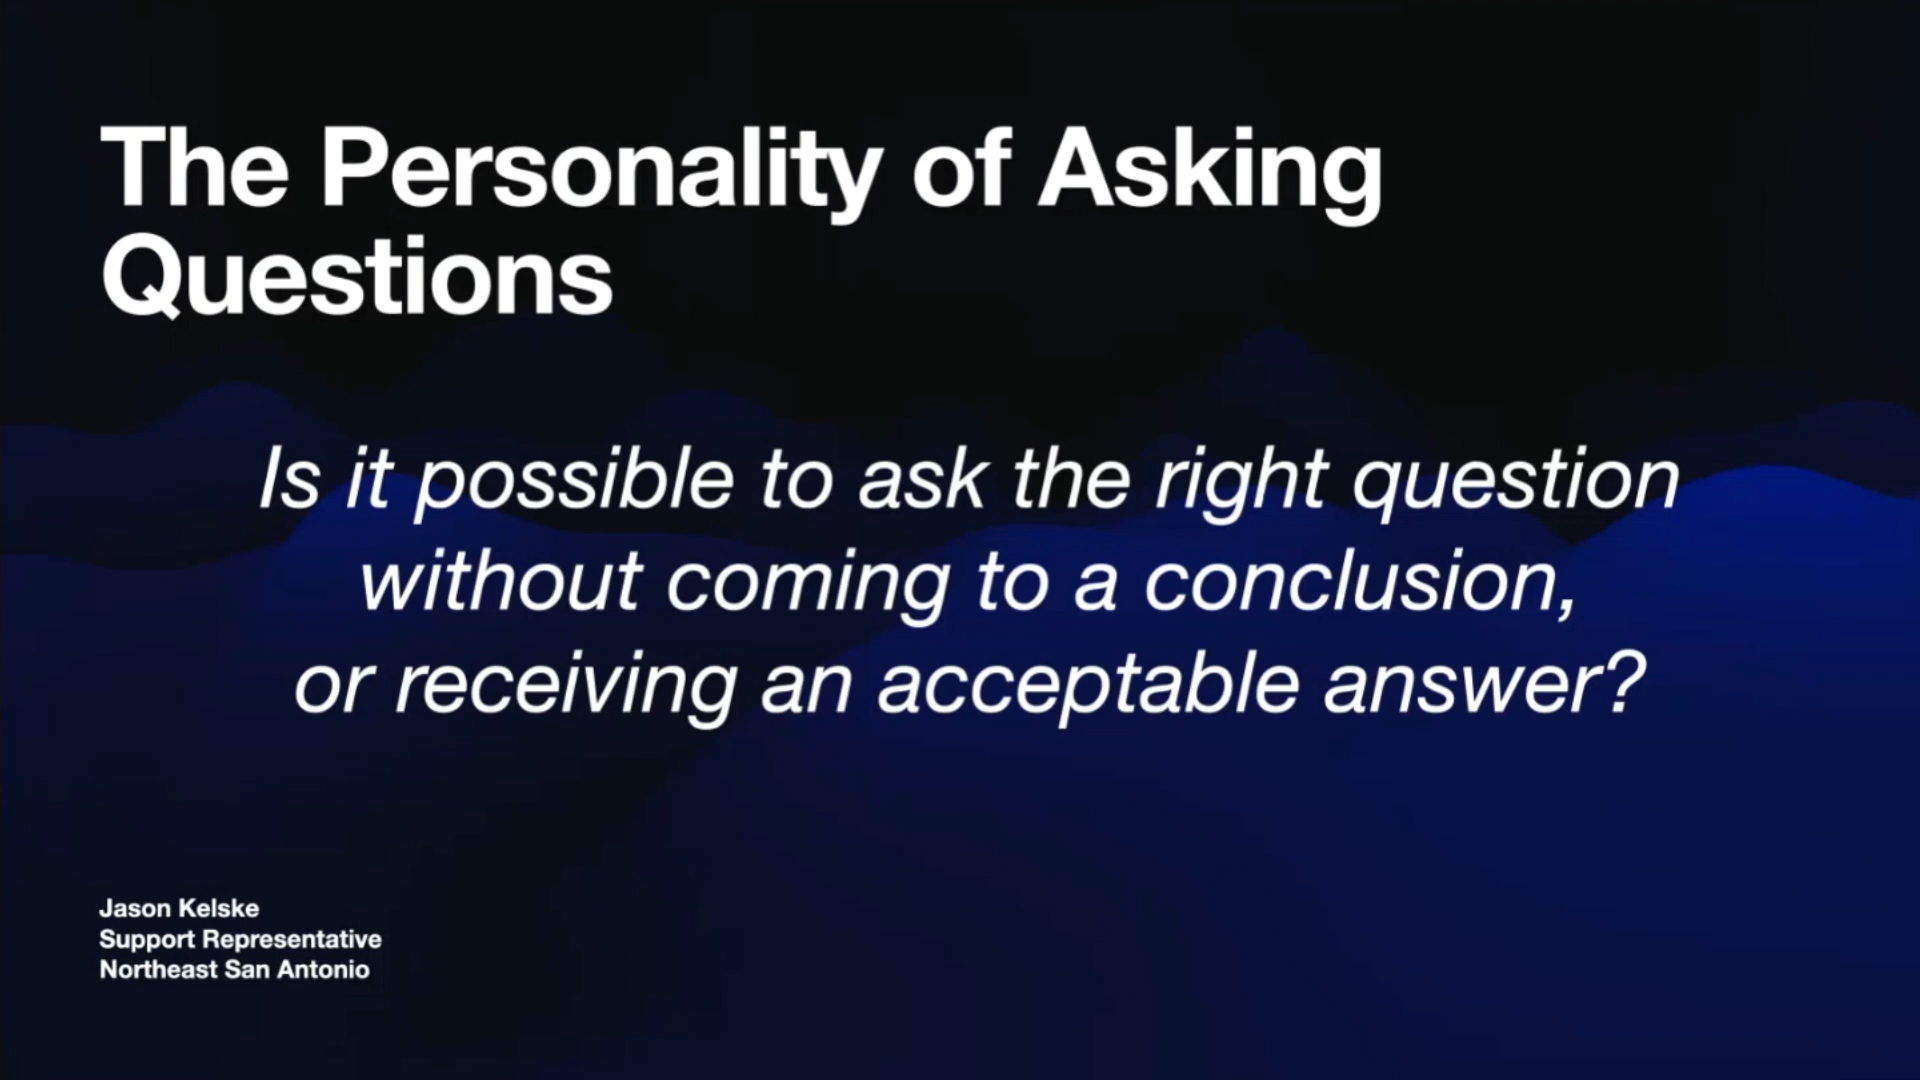 The Personality of Asking
Questions
Is it possible to ask the right question
without coming to a conclusion,
or receiving an acceptable answer?
Jason Kelske
Support Representative
Northeast San Antonio